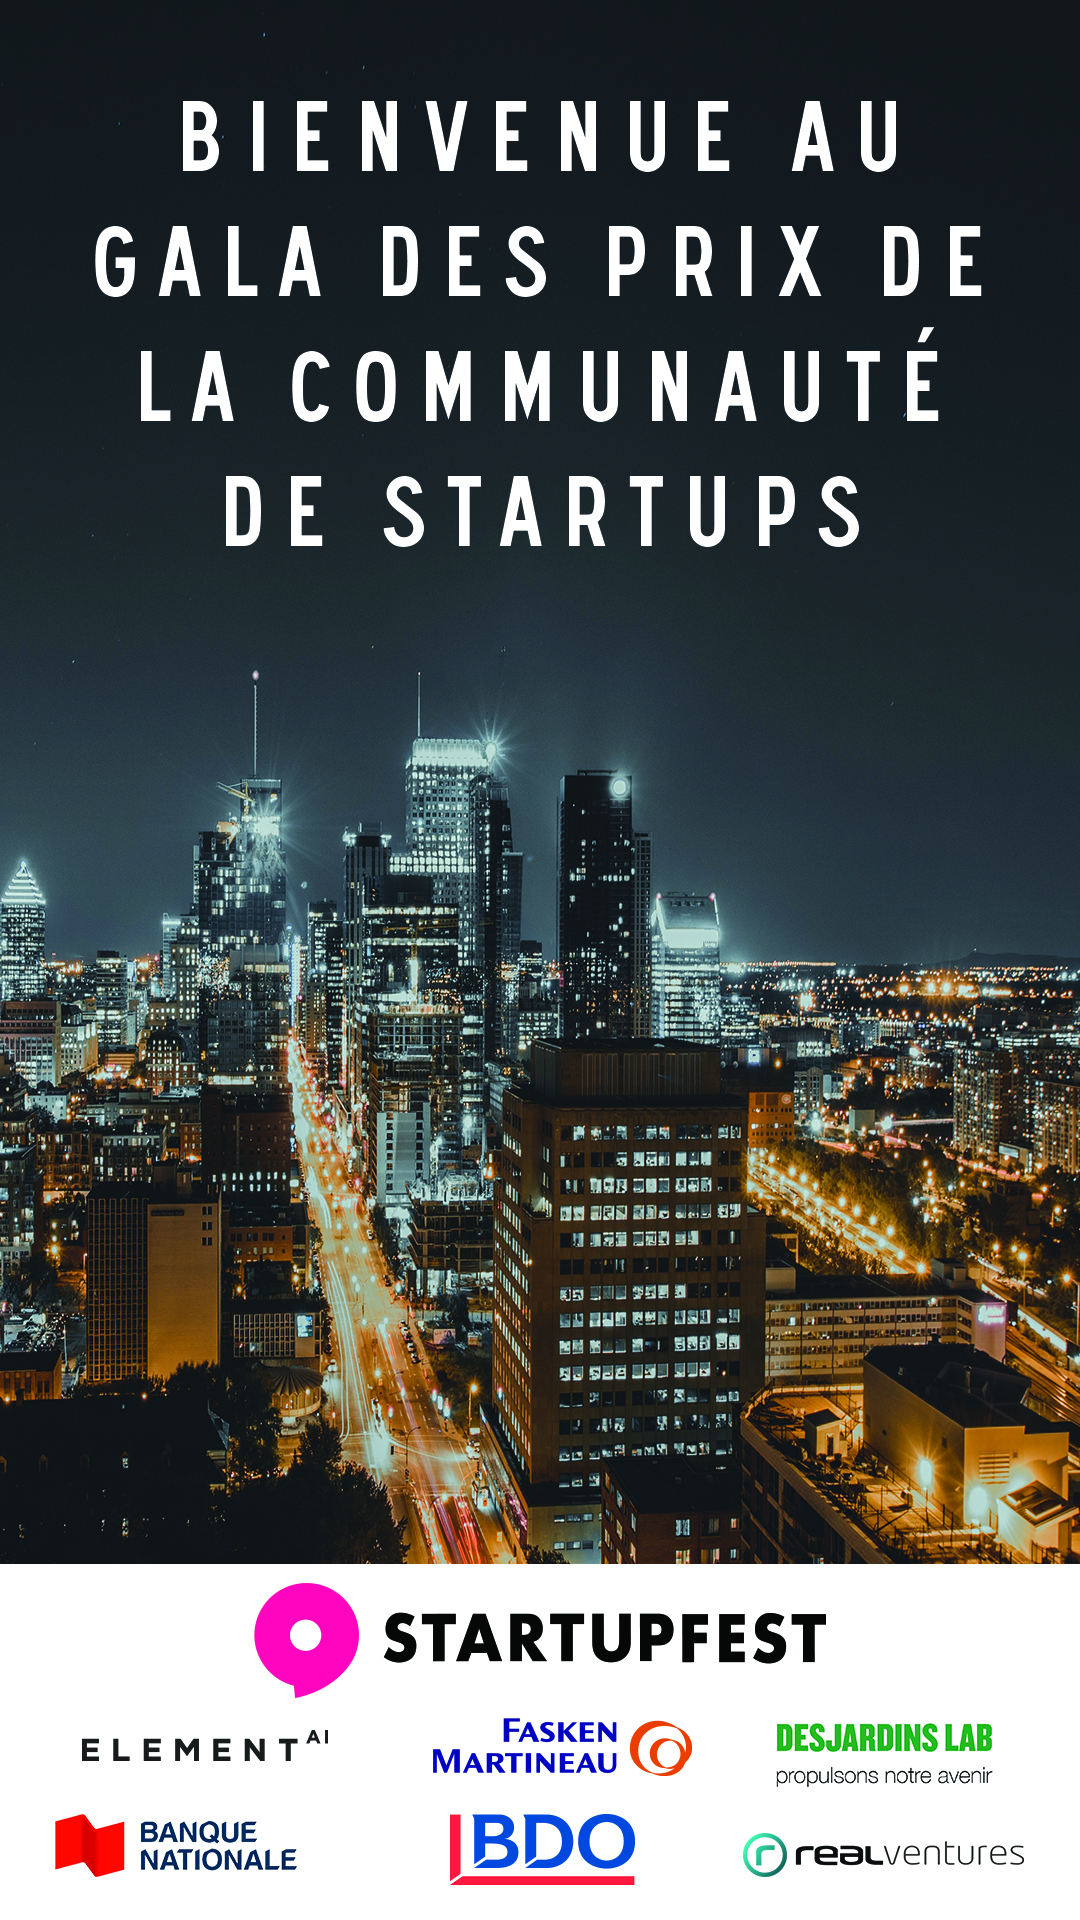 BIENVENUE AU
GALA DES PRIX DE
LA COMMUNAUTÉ
DE STARTUPS
STARTUPFEST
ELEMENT AI
FASKEN
MARTINEAU
DESJARDINS LAB
propulsons notre avenir
BANQUE
NATIONALE
BDO
r realventures